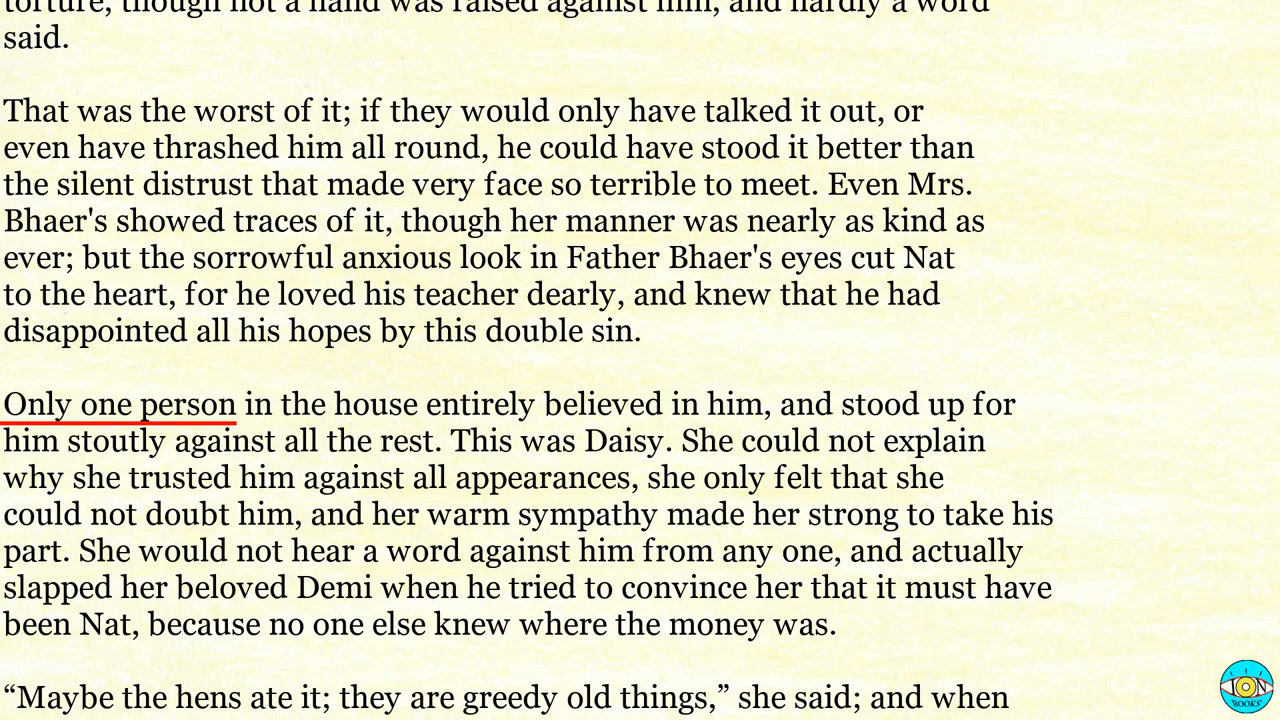 torture, though not a hand was raised against him, and hardly a word
said.
That was the worst of it; if they would only have talked it out, or
even have thrashed him all round, he could have stood it better than
the silent distrust that made very face so terrible to meet. Even Mrs.
Bhaer's showed traces of it, though her manner was nearly as kind as
ever; but the sorrowful anxious look in Father Bhaer's eyes cut Nat
to the heart, for he loved his teacher dearly, and knew that he had
disappointed all his hopes by this double sin.
Only one person in the house entirely believed in him, and stood up for
him stoutly against all the rest. This was Daisy. She could not explain
why she trusted him against all appearances, she only felt that she
could not doubt him, and her warm sympathy made her strong to take his
part. She would not hear a word against him from any one, and actually
slapped her beloved Demi when he tried to convince her that it must have
been Nat, because no one else knew where the money was.
“Maybe the hens ate it; they are greedy old things,” she said; and when
I
ION
BOOKS